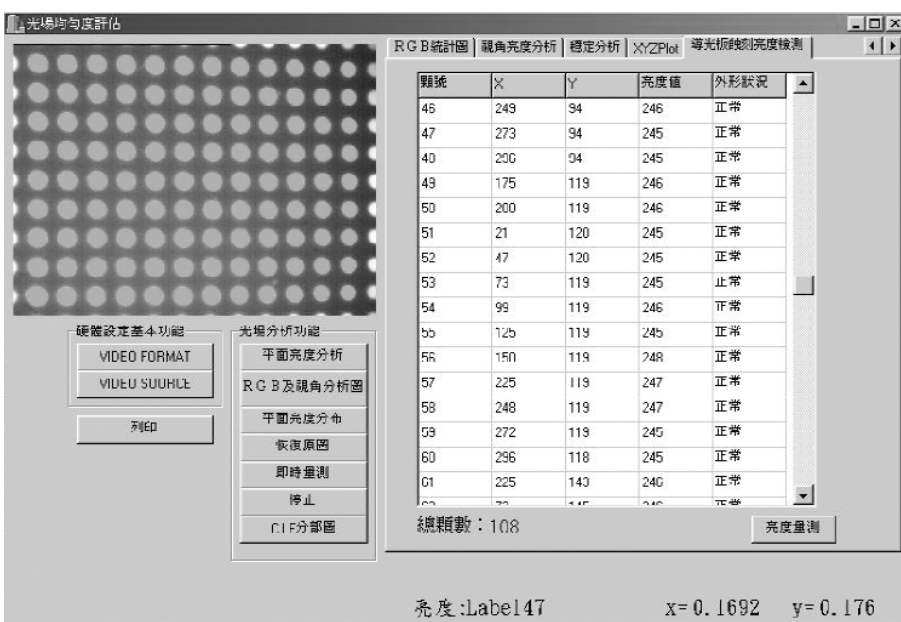 光場均勻度評估
RGB統計圖 視角亮度分析 穩定分析 XYZPlot 導光板蝕刻亮度檢測
顆號 X Y 亮度值 外形狀況
46 249 94 246 正常
47 273 94 245 正常
94 245 正常
49 175 119 246 正常
50 200 119 246 正常
51 21 120 245 正常
52 47 120 245 正常
53 73 119 245 正常
54 99 119 246 正常
55 125 119 245 正常
56 150 119 248 正常
57 225 119 247 正常
58 248 119 247 正常
59 272 119 245 正常
60 296 118 245 正常
61 225 143 246 正常
總顆數:108
亮度量測
硬體設定基本功能
VIDEO FORMAT
VIDEO SOURCE
列印
光場分析功能
平面亮度分析
RGB及視角分析圖
平面亮度分布
恢復原圖
即時量測
停止
CIE分部圖
亮度:Label47 x=0.1692 y=0.176